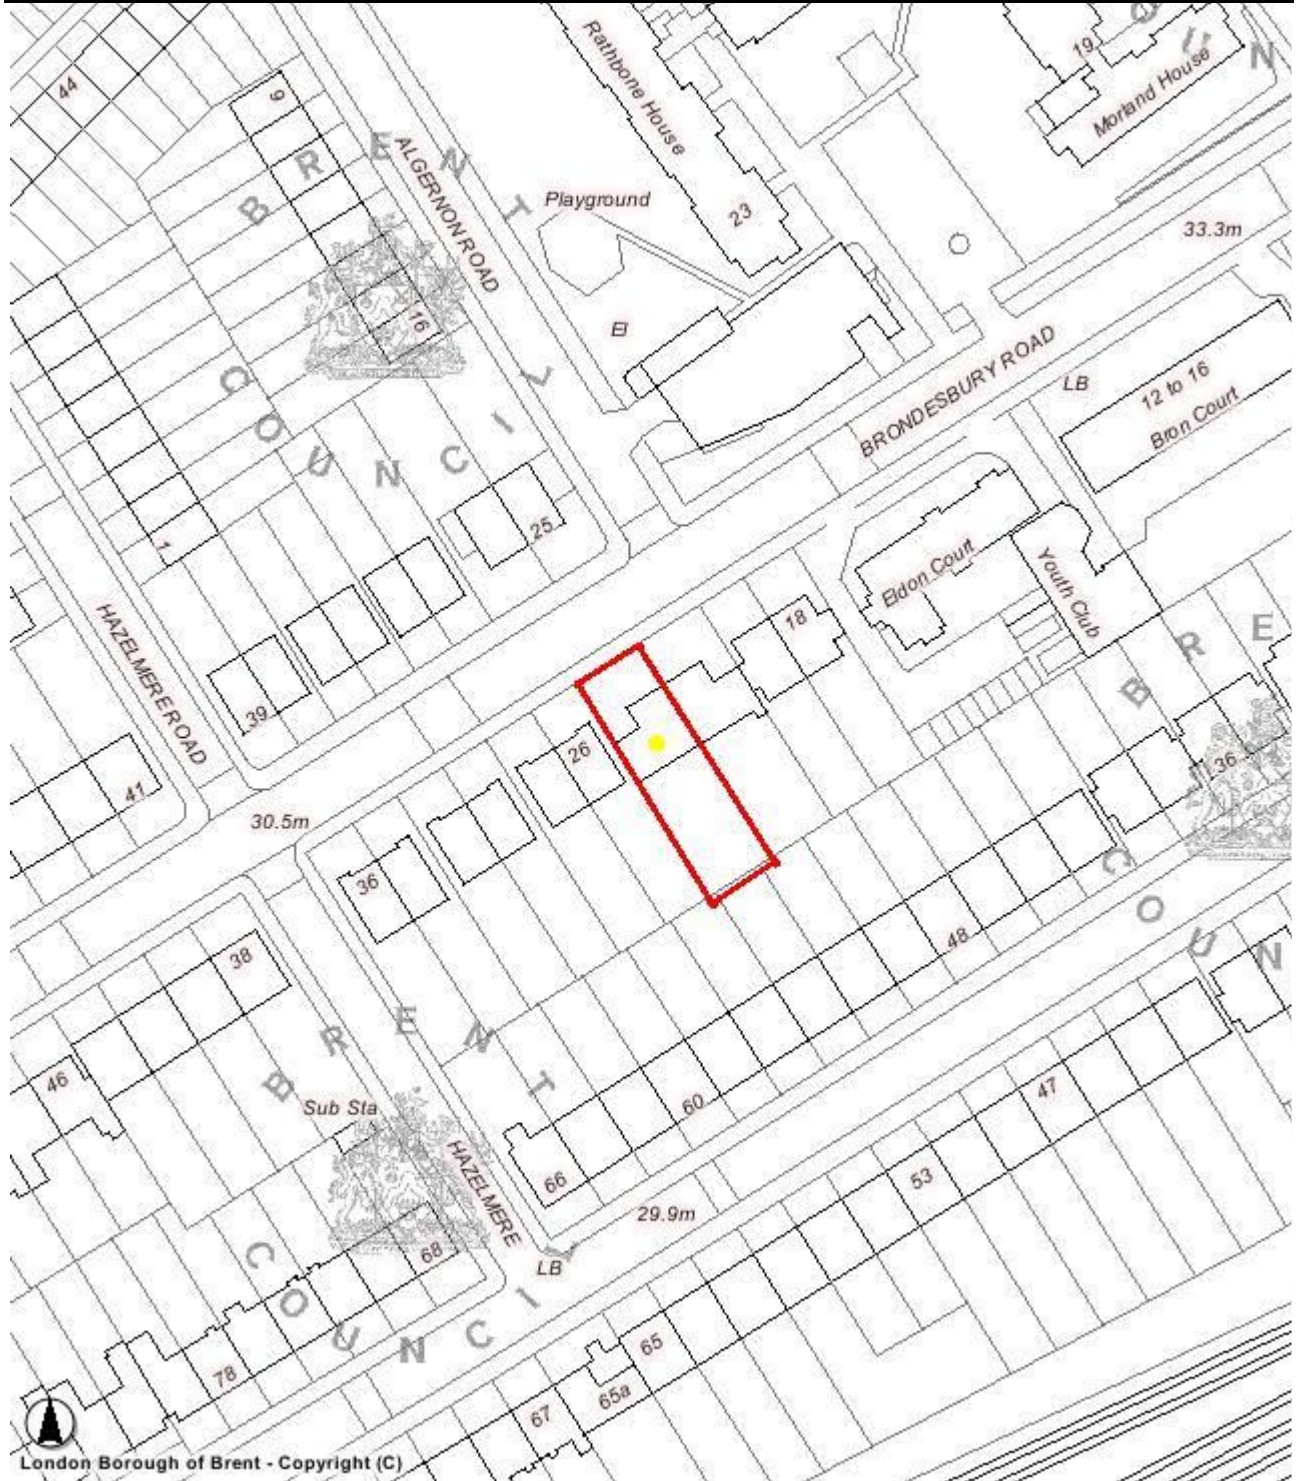 44
9
ALGERNON ROAD
Rathbone House
19
Morland House
BRENT
COUNCIL
Playground
23
33.3m
16
El
BRONDESBURY ROAD
LB
12 to 16
Bron Court
1
25
Eldon Court
Youth Club
HAZELMERE ROAD
39
18
BRE
COUN
41
26
30.5m
36
36
38
48
46
BRENT
COUNCIL
Sub Sta
60
47
HAZELMERE
66
53
29.9m
68
LB
78
65
65a
67
London Borough of Brent - Copyright (C)